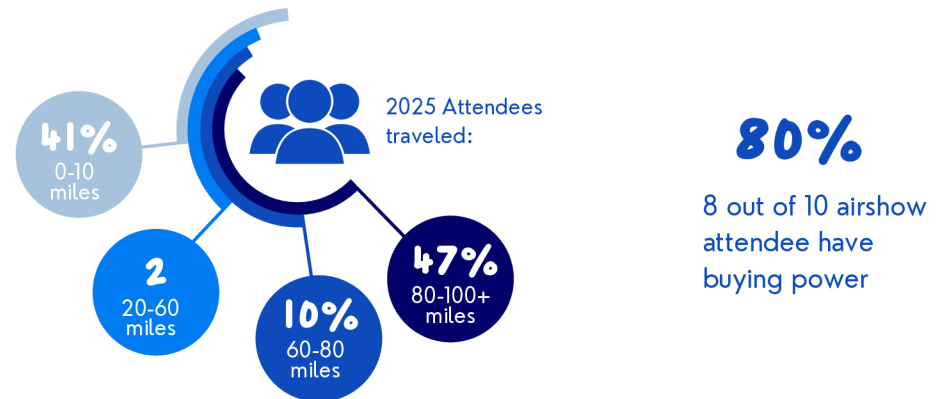 2025 Attendees
traveled:
41%
0-10
miles
2
20-60
miles
10%
60-80
miles
47%
80-100+
miles
80%
8 out of 10 airshow
attendee have
buying power